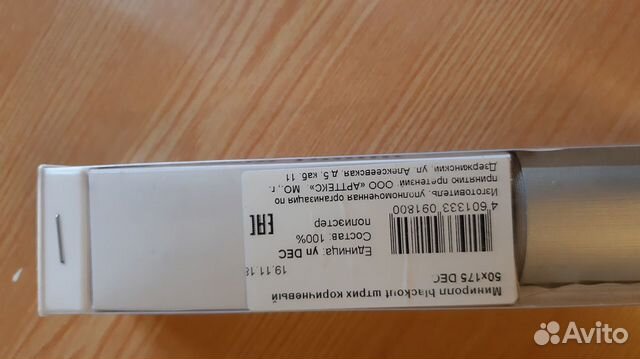 Миниролл blackout штрих коричневый
50x175 DEC
19.11.18
Единица: уп DEC
Состав: 100%
полиэстер
EAC
4 601333 091800
Изготовитель, уполномоченная организация по
принятию претензий ООО «АРТТЕКС», МО., г.
Дзержинский, ул. Алексеевская, д.5, каб. 11
Avito